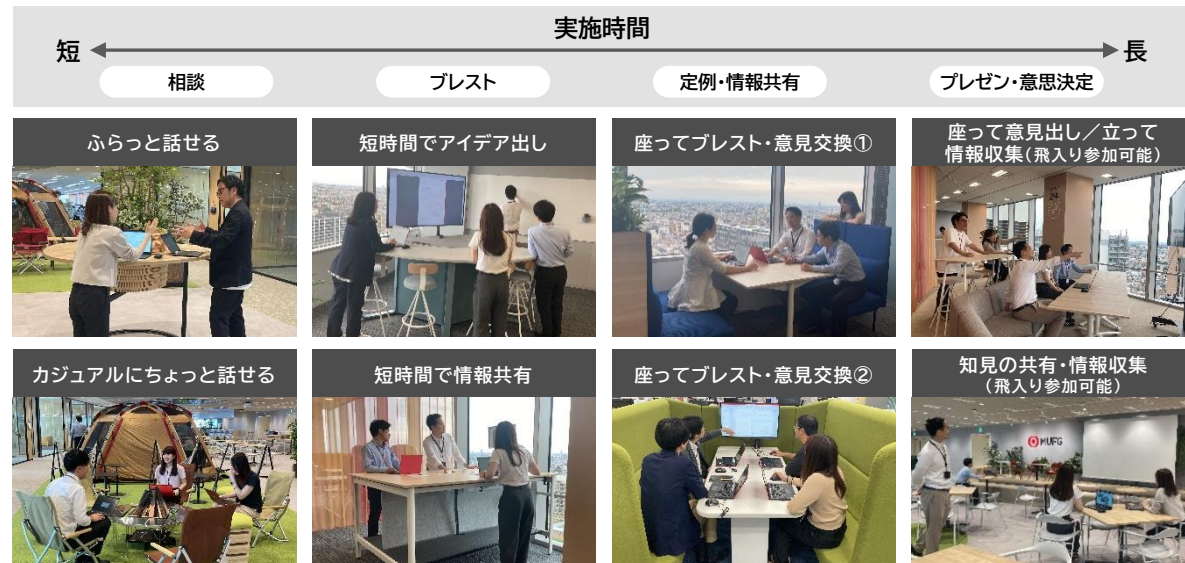 実施時間
短
長
相談
ブレスト
定例・情報共有
プレゼン・意思決定
ふらっと話せる
短時間でアイデア出し
座ってブレスト・意見交換①
座って意見出し／立って
情報収集（飛入り参加可能）
カジュアルにちょっと話せる
短時間で情報共有
座ってブレスト・意見交換②
知見の共有・情報収集
（飛入り参加可能）
MUFG